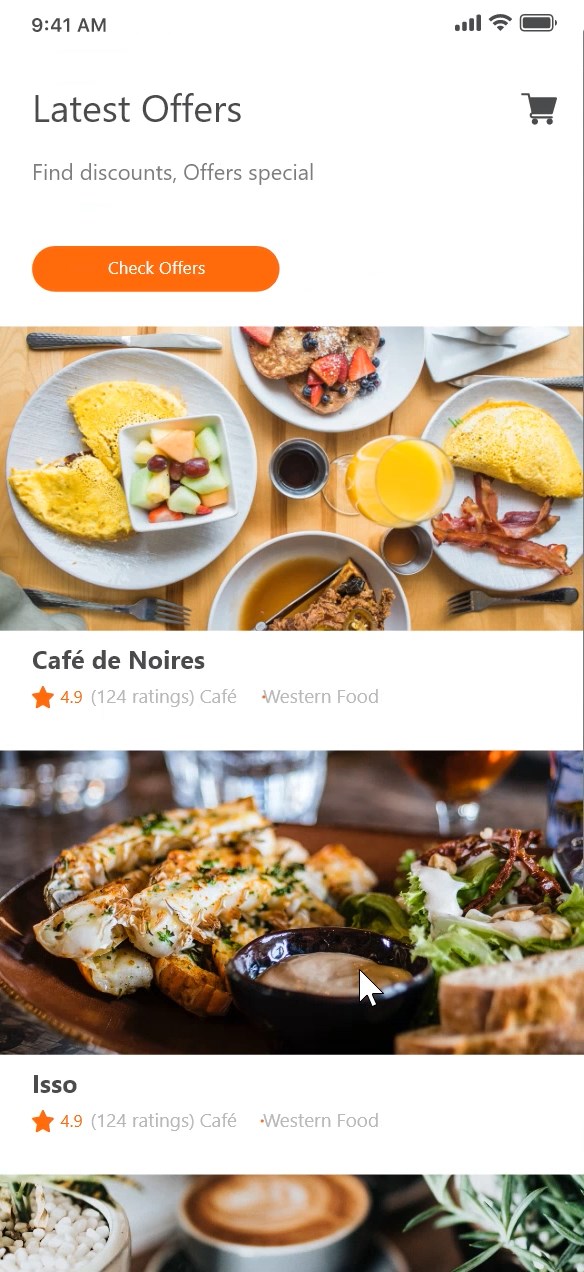 9:41 AM
Latest Offers
Find discounts, Offers special
Check Offers
Café de Noires
4.9 (124 ratings) Café •Western Food
Isso
4.9 (124 ratings) Café •Western Food